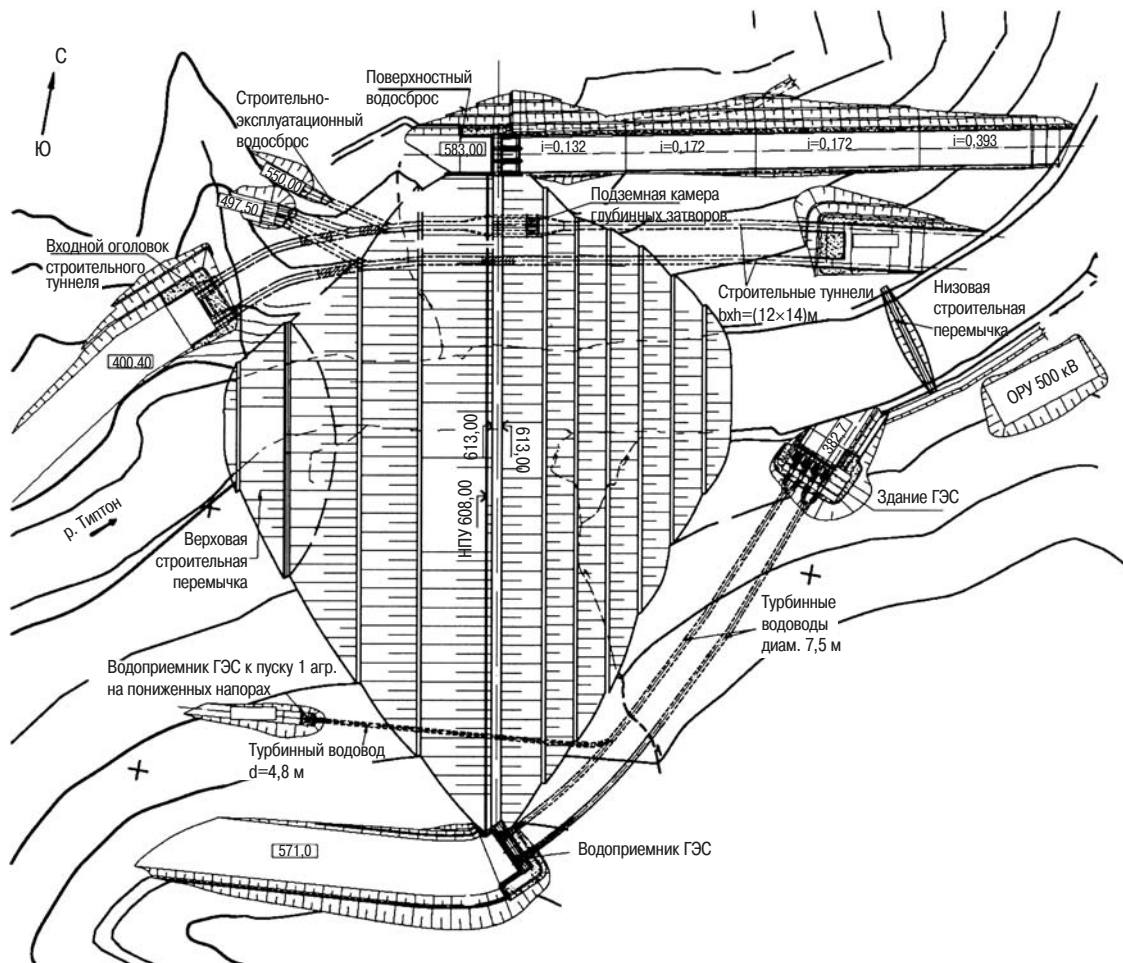 С
Ю
Поверхностный
водосброс
Строительно-
эксплуатационный
водосброс
583,00
i=0,132
i=0,172
i=0,172
i=0,393
550,00
497,50
Подземная камера
глубинных затворов
Входной оголовок
строительного
туннеля
400.40
Строительные туннели
bxh=(12×14)м
Низовая
строительная
перемычка
ОРУ 500 кВ
613,00
613,00
НПУ 608,00
382,7
Здание ГЭС
р. Типтон
Верховая
строительная
перемычка
Турбинные
водоводы
диам. 7,5 м
Водоприемник ГЭС к пуску 1 агр.
на пониженных напорах
Турбинный водовод
d=4,8 м
571,0
Водоприемник ГЭС